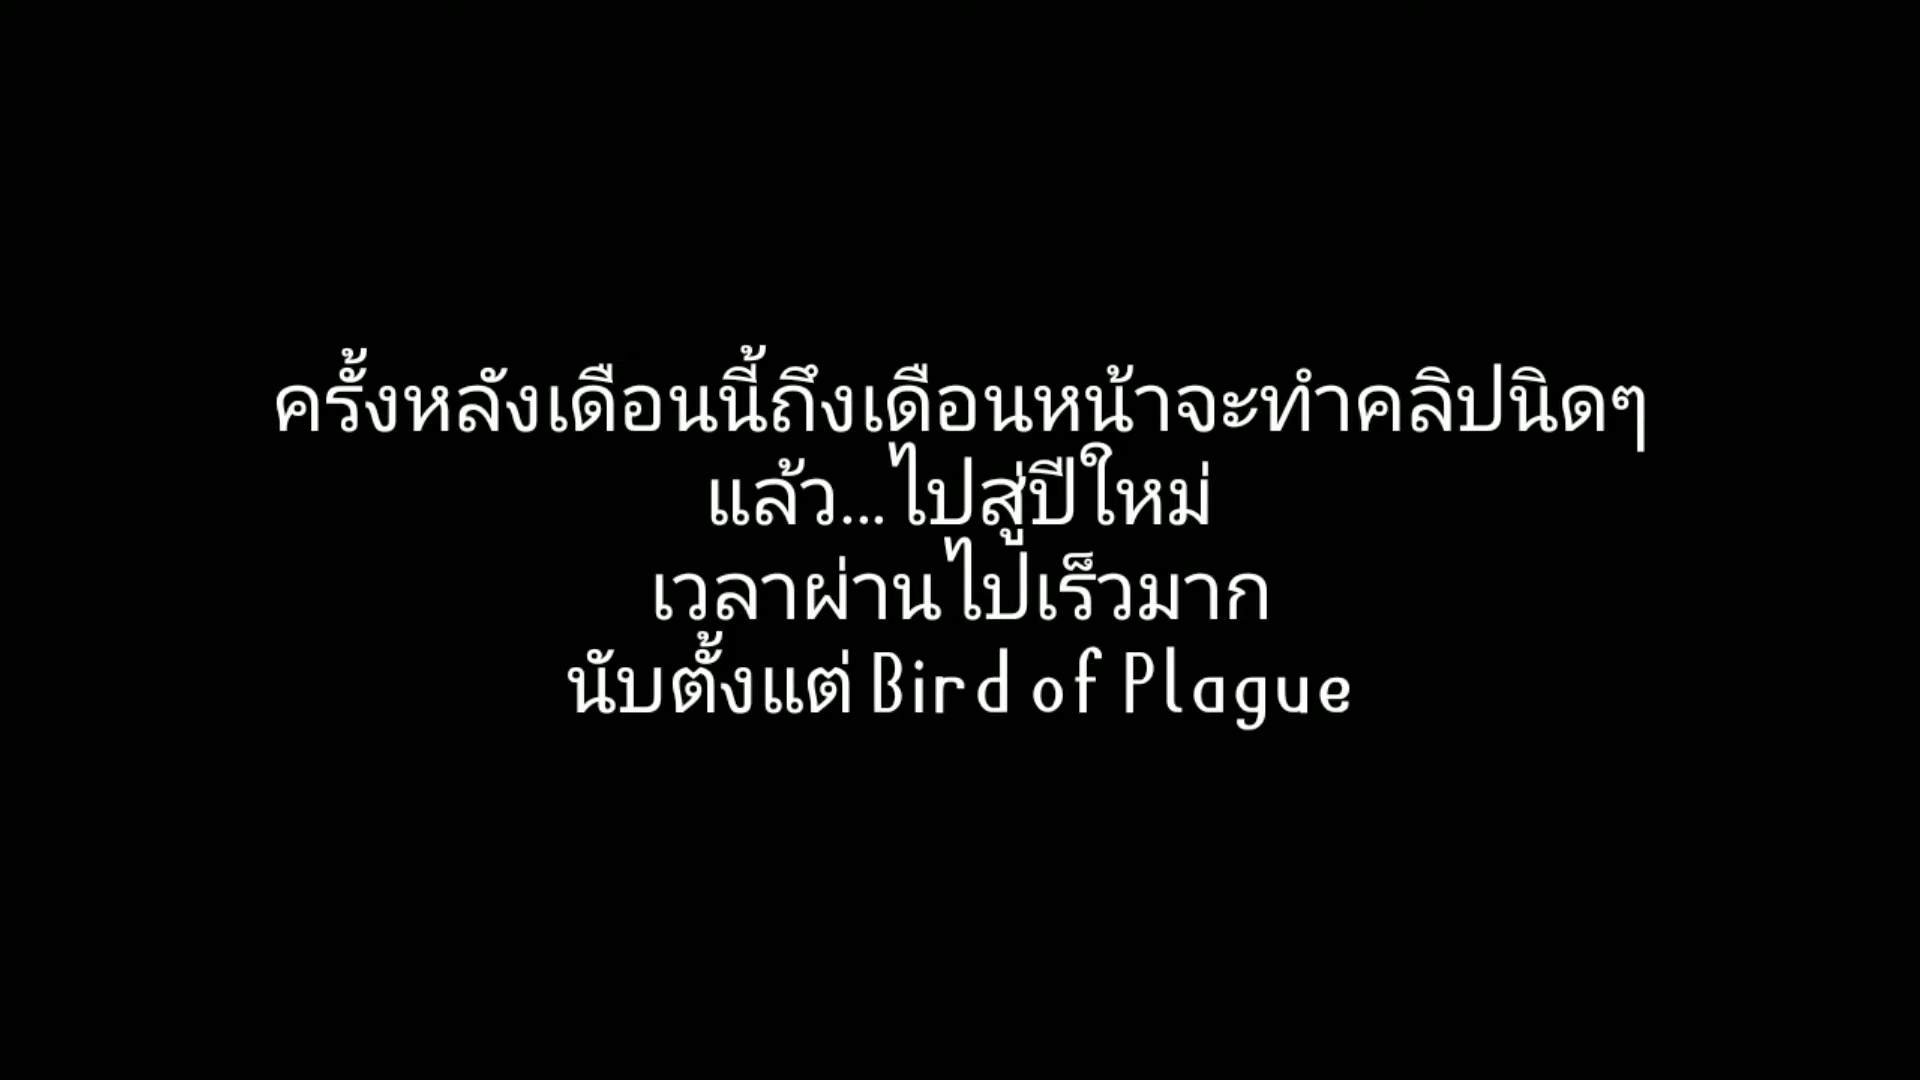 ครั้งหลังเดือนนี้ถึงเดือนหน้าจะทำคลิปนิดๆ
แล้ว...ไปสู่ปีใหม่
เวลาผ่านไปเร็วมาก
นับตั้งแต่ Bird of Plague